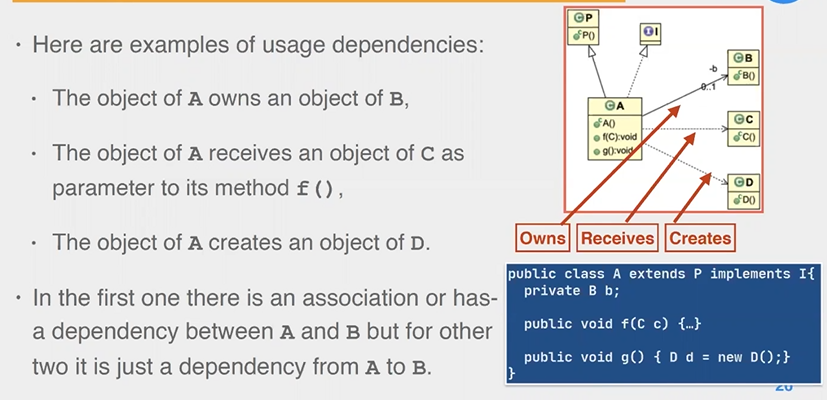 • Here are examples of usage dependencies:
• The object of A owns an object of B,
• The object of A receives an object of C as
parameter to its method f(),
• The object of A creates an object of D.
• In the first one there is an association or has-
a dependency between A and B but for other
two it is just a dependency from A to B.
C P
P()
I I
C B
B()
-b
0..1
C A
A()
f(C):void
g():void
C C
C()
C D
D()
Owns
Receives
Creates
public class A extends P implements I{
private B b;
public void f(C c) {…}
public void g() { D d = new D();}
}